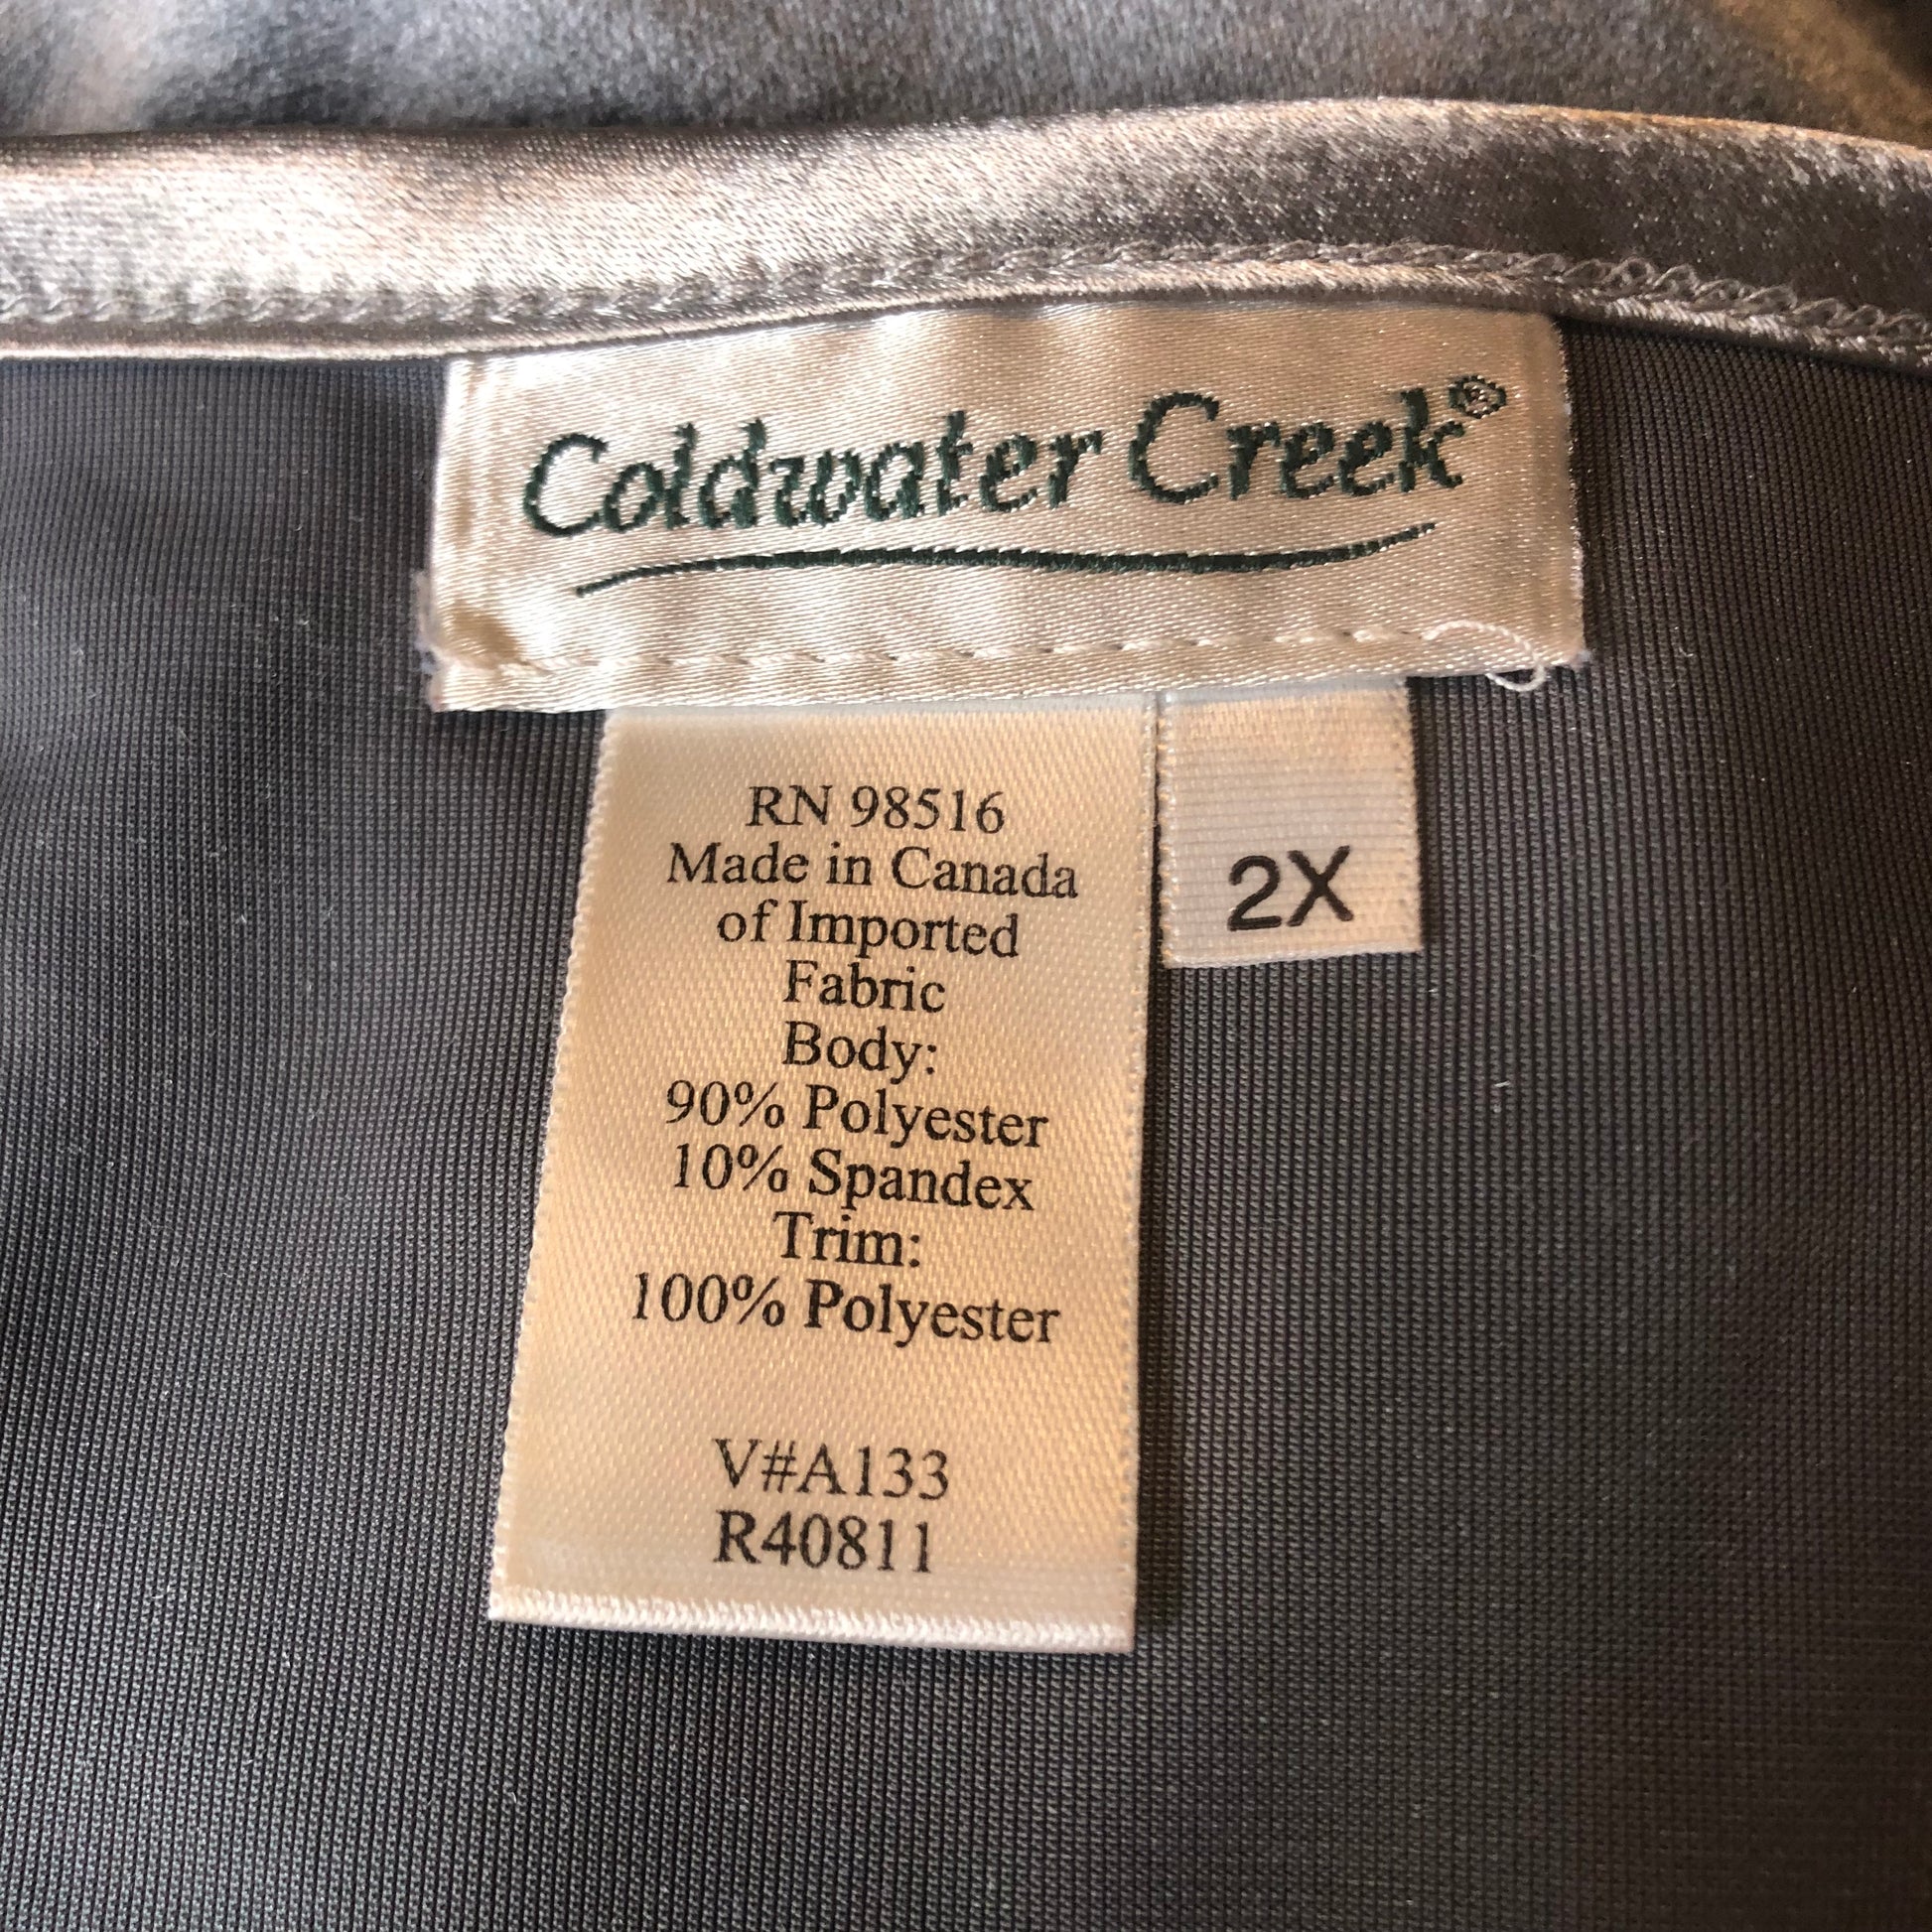 Coldwater Creek®
RN 98516
Made in Canada
of Imported
Fabric
Body:
90% Polyester
10% Spandex
Trim:
100% Polyester
V#A133
R40811
2X